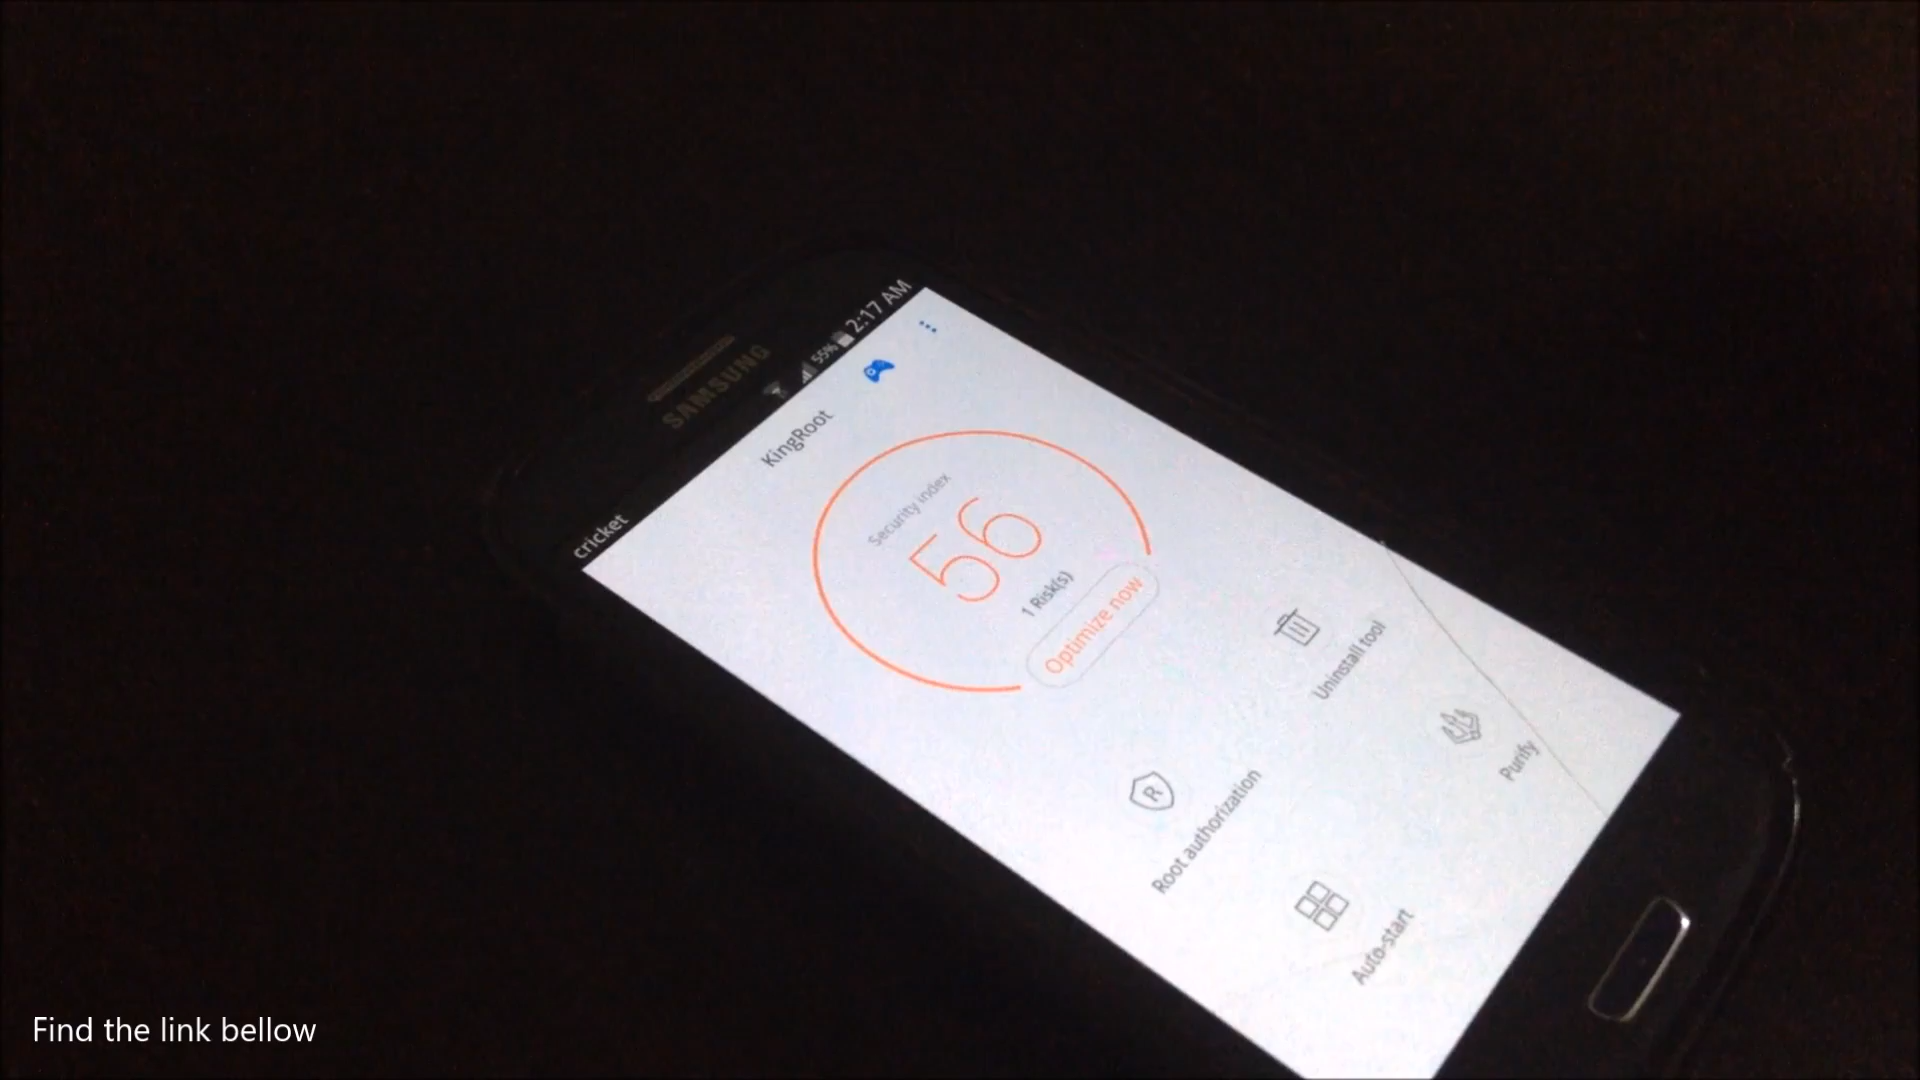 SAMSUNG
cricket
55% 2:17 AM
KingRoot
Security index
56
1 Risk(s)
Optimize now
Root authorization
Uninstall tool
Auto-start
Purify
Find the link bellow